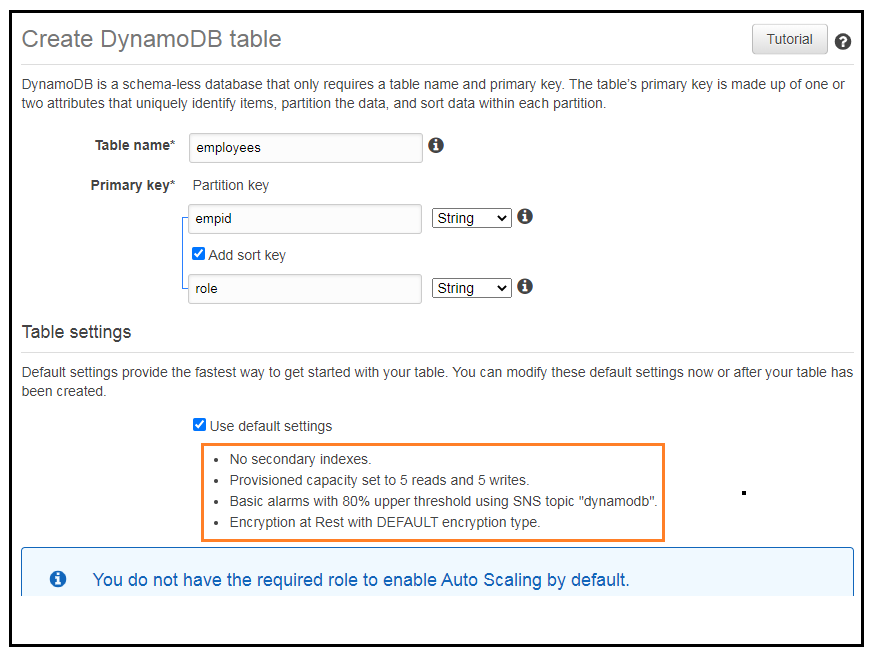 Create DynamoDB table
Tutorial
DynamoDB is a schema-less database that only requires a table name and primary key. The table's primary key is made up of one or
two attributes that uniquely identify items, partition the data, and sort data within each partition.
Table name*
employees
Primary key*
Partition key
empid
String
Add sort key
role
String
Table settings
Default settings provide the fastest way to get started with your table. You can modify these default settings now or after your table has
been created.
Use default settings
• No secondary indexes.
• Provisioned capacity set to 5 reads and 5 writes.
• Basic alarms with 80% upper threshold using SNS topic "dynamodb".
• Encryption at Rest with DEFAULT encryption type.
You do not have the required role to enable Auto Scaling by default.